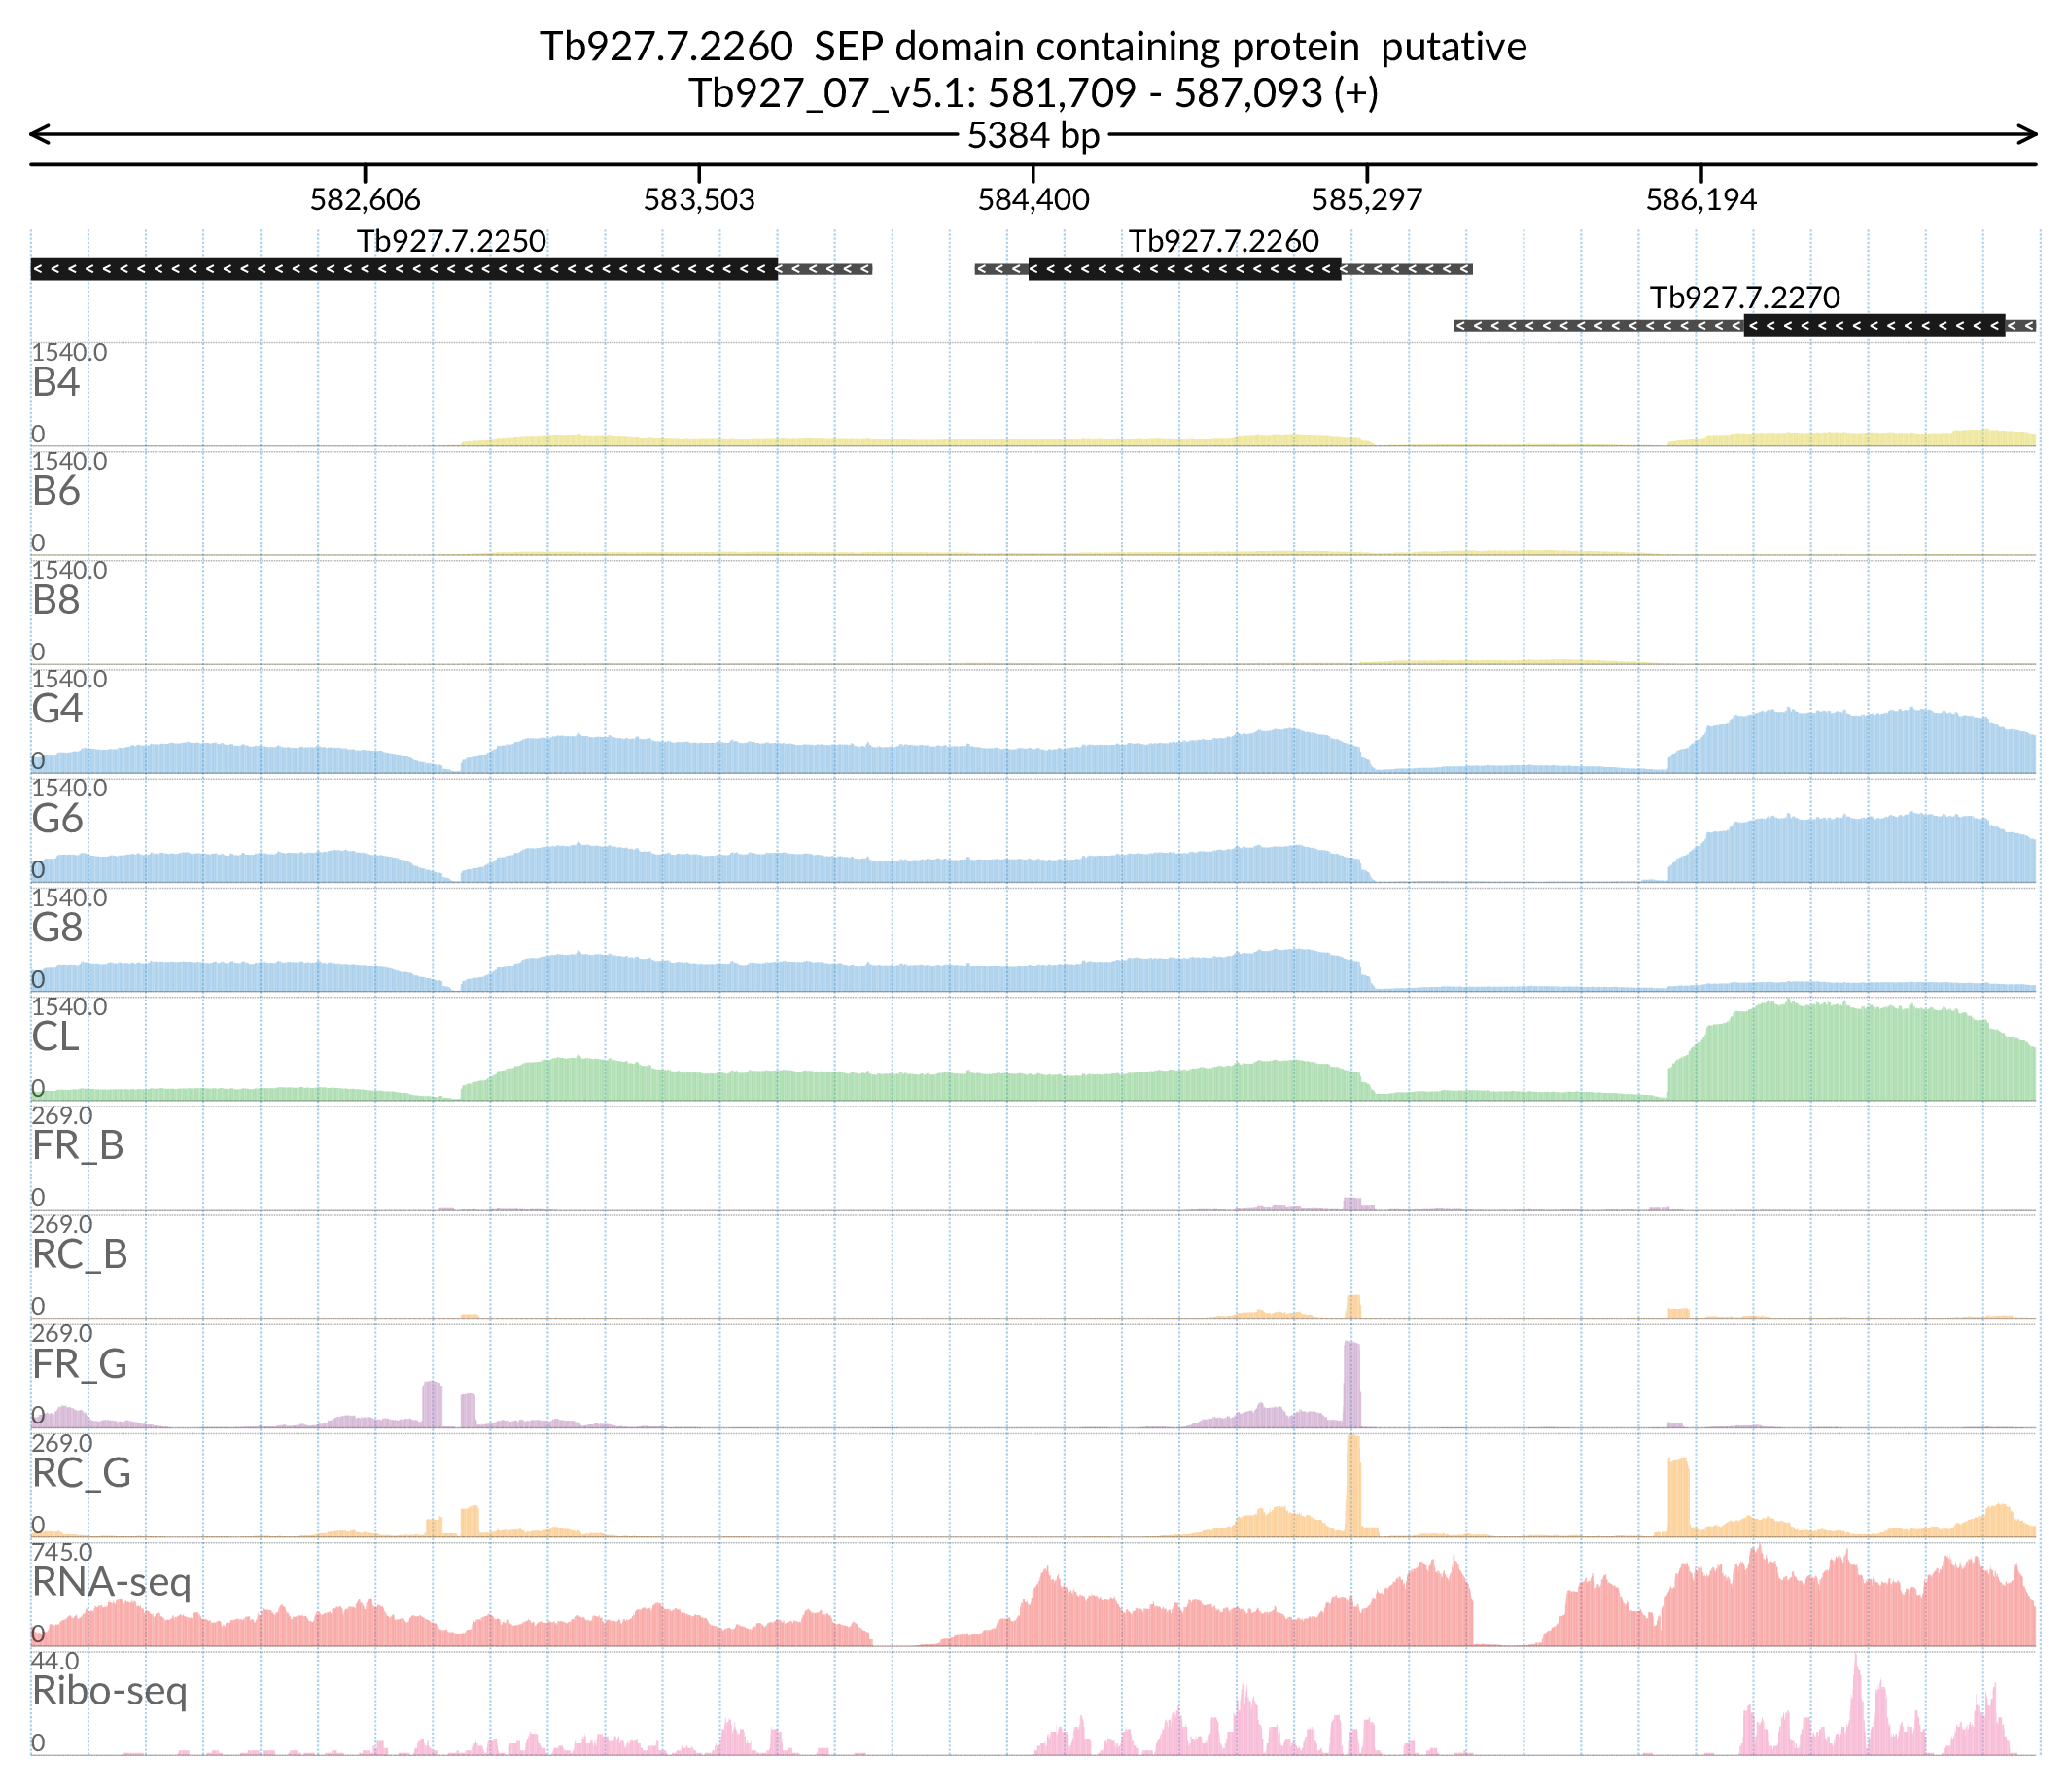 Tb927.7.2260  SEP domain containing protein  putative
Tb927_07_v5.1: 581,709 - 587,093 (+)
5384 bp
582,606 583,503 584,400 585,297 586,194
Tb927.7.2250 Tb927.7.2260
Tb927.7.2270
1540.0
B4
0
1540.0
B6
0
1540.0
B8
0
1540.0
G4
0
1540.0
G6
0
1540.0
G8
0
1540.0
CL
0
269.0
FR_B
0
269.0
RC_B
0
269.0
FR_G
0
269.0
RC_G
0
745.0
RNA-seq
0
44.0
Ribo-seq
0